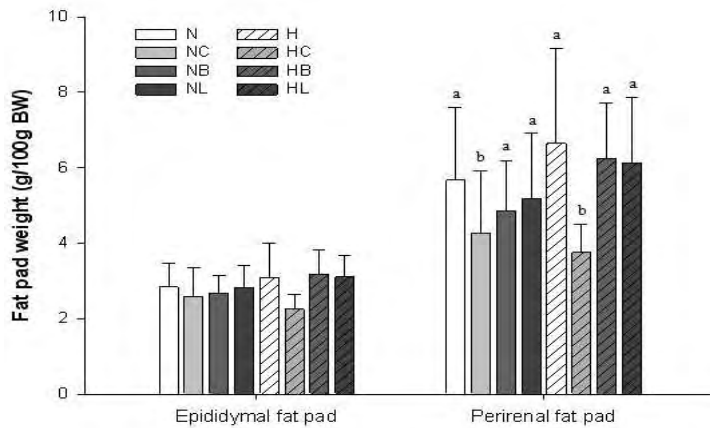 10
8
6
4
2
0
Fat pad weight (g/100g BW)
N H
NC HC
NB HB
NL HL
a
b
a
a
a
b
a
a
Epididymal fat pad Perirenal fat pad